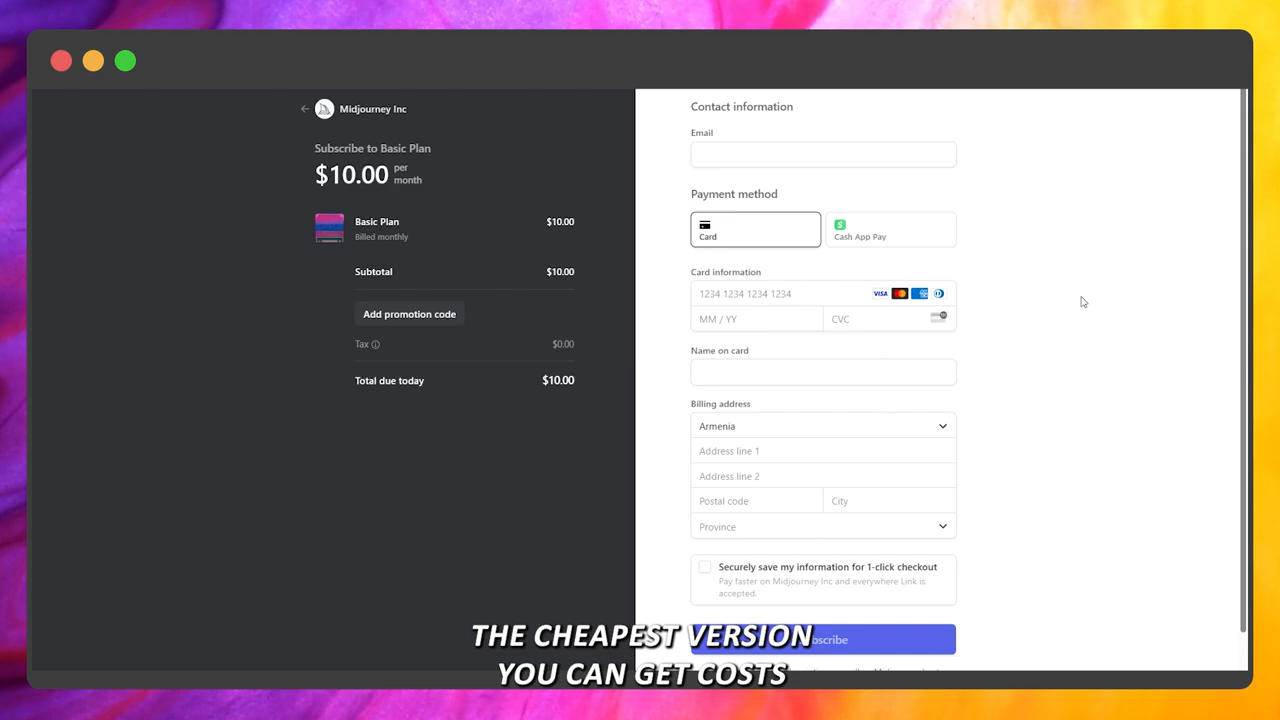 Midjourney Inc
Subscribe to Basic Plan
$10.00 per month
Basic Plan $10.00
Billed monthly
Subtotal $10.00
Add promotion code
Tax $0.00
Total due today $10.00
Contact information
Email
Payment method
Card
Cash App Pay
Card information
1234 1234 1234 1234 VISA
MM / YY CVC
Name on card
Billing address
Armenia
Address line 1
Address line 2
Postal code City
Province
Securely save my information for 1-click checkout
Pay faster on Midjourney Inc and everywhere Link is
accepted.
THE CHEAPEST VERSION
YOU CAN GET COSTS